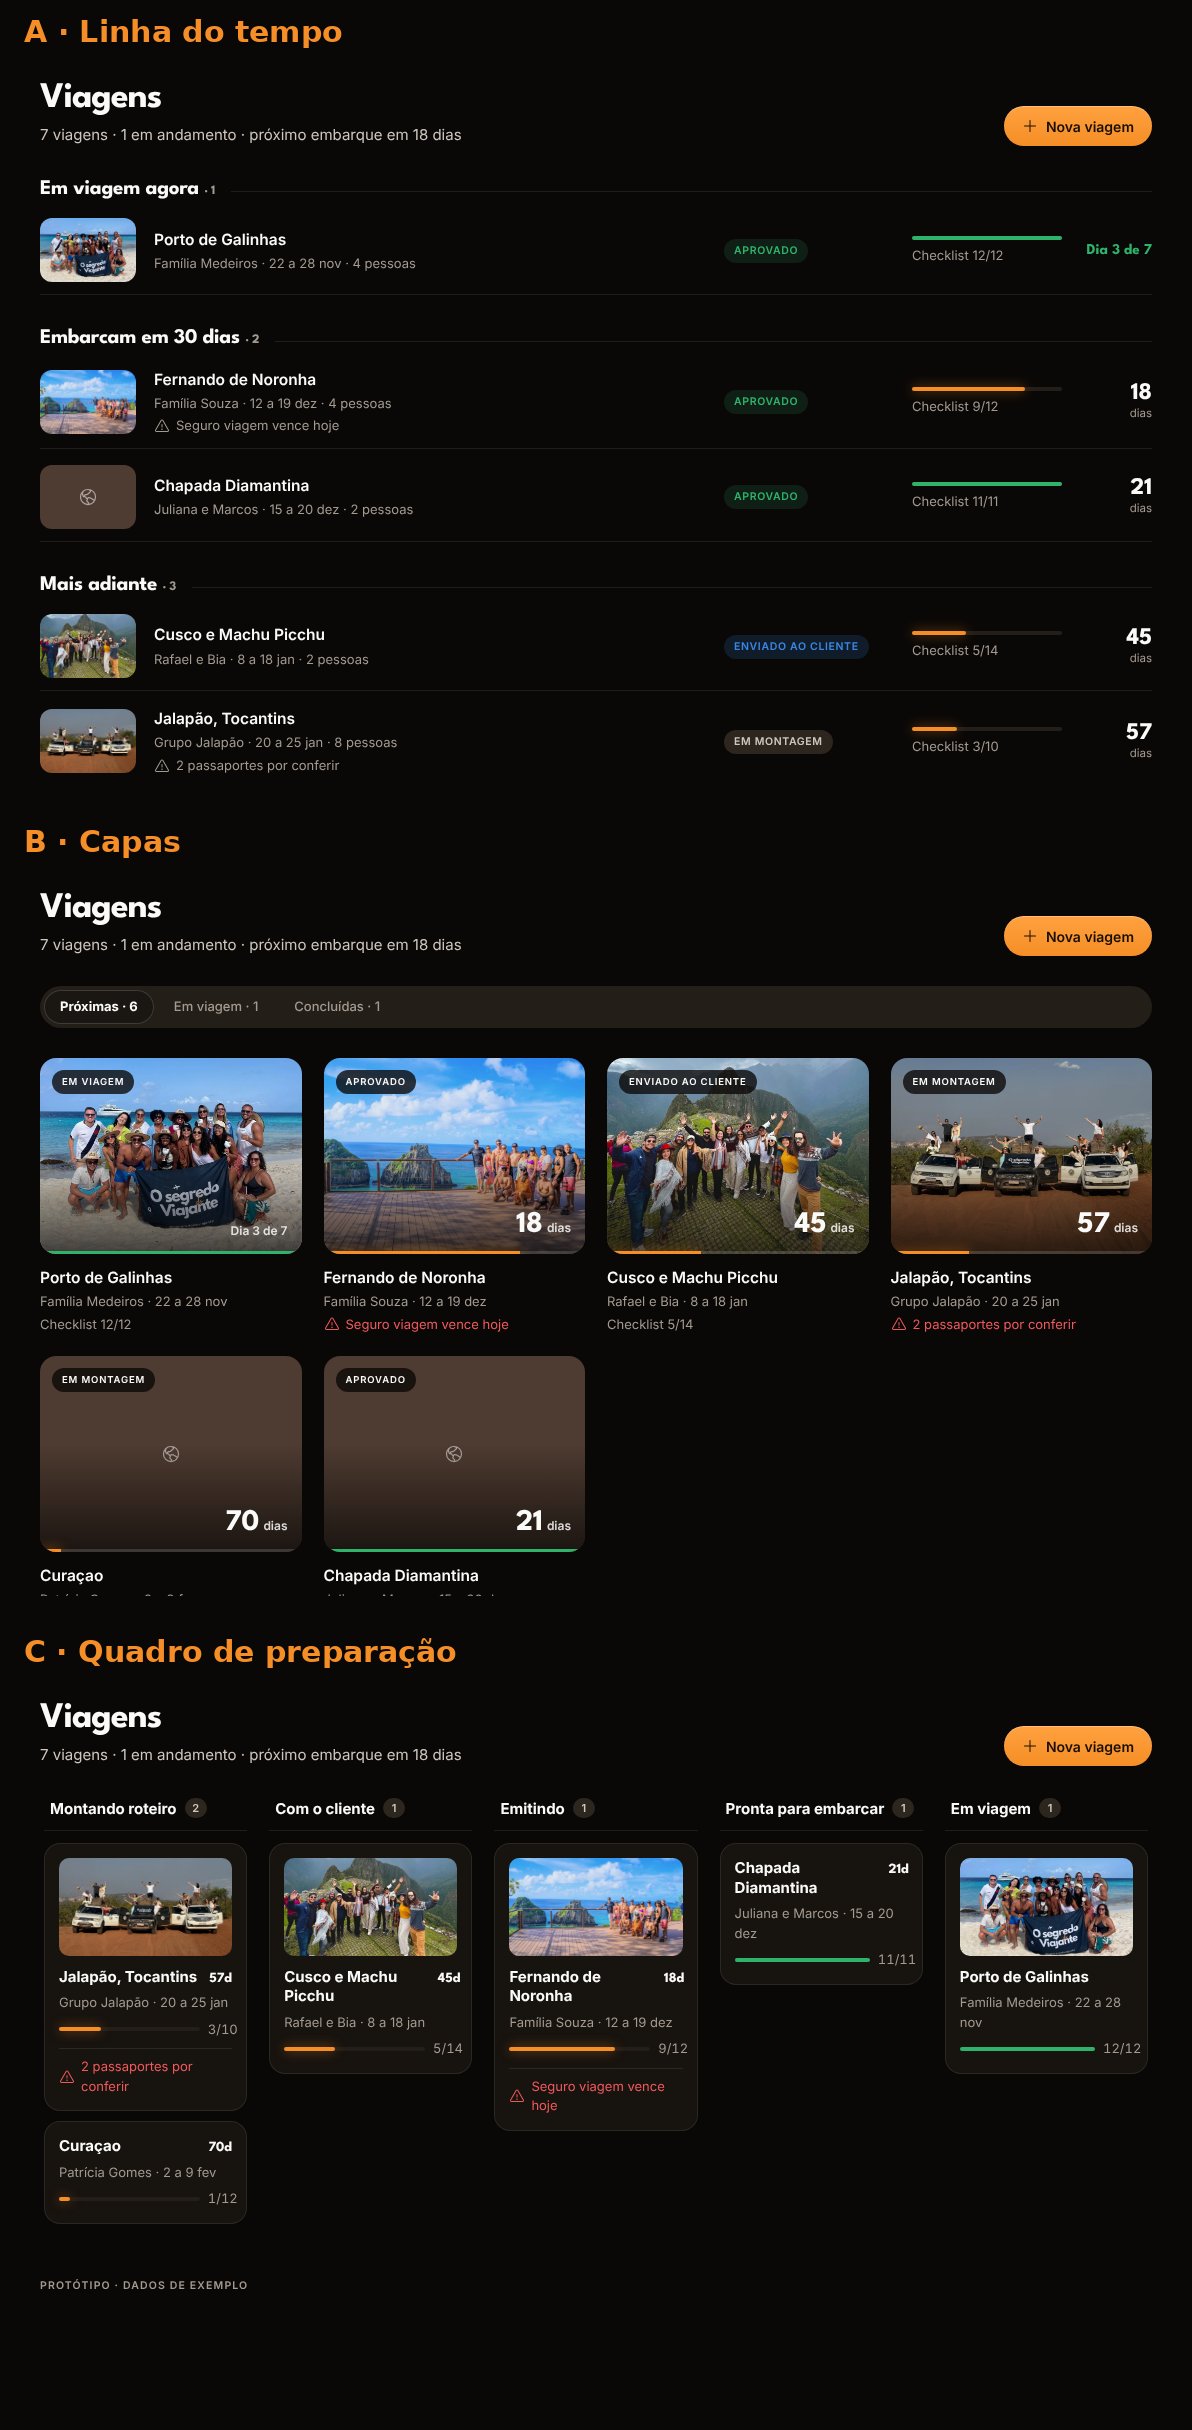 A · Linha do tempo
Viagens
7 viagens · 1 em andamento · próximo embarque em 18 dias
+ Nova viagem
Em viagem agora · 1
Porto de Galinhas
Família Medeiros · 22 a 28 nov · 4 pessoas
APROVADO
Checklist 12/12
Dia 3 de 7
Embarcam em 30 dias · 2
Fernando de Noronha
Família Souza · 12 a 19 dez · 4 pessoas
Seguro viagem vence hoje
APROVADO
Checklist 9/12
18
dias
Chapada Diamantina
Juliana e Marcos · 15 a 20 dez · 2 pessoas
APROVADO
Checklist 11/11
21
dias
Mais adiante · 3
Cusco e Machu Picchu
Rafael e Bia · 8 a 18 jan · 2 pessoas
ENVIADO AO CLIENTE
Checklist 5/14
45
dias
Jalapão, Tocantins
Grupo Jalapão · 20 a 25 jan · 8 pessoas
2 passaportes por conferir
EM MONTAGEM
Checklist 3/10
57
dias
B · Capas
Viagens
7 viagens · 1 em andamento · próximo embarque em 18 dias
+ Nova viagem
Próximas · 6
Em viagem · 1
Concluídas · 1
EM VIAGEM
O segredo
Viajante
Dia 3 de 7
Porto de Galinhas
Família Medeiros · 22 a 28 nov
Checklist 12/12
APROVADO
18 dias
Fernando de Noronha
Família Souza · 12 a 19 dez
Seguro viagem vence hoje
ENVIADO AO CLIENTE
45 dias
Cusco e Machu Picchu
Rafael e Bia · 8 a 18 jan
Checklist 5/14
EM MONTAGEM
57 dias
Jalapão, Tocantins
Grupo Jalapão · 20 a 25 jan
2 passaportes por conferir
EM MONTAGEM
70 dias
Curaçao
APROVADO
21 dias
Chapada Diamantina
C · Quadro de preparação
Viagens
7 viagens · 1 em andamento · próximo embarque em 18 dias
+ Nova viagem
Montando roteiro 2
Jalapão, Tocantins 57d
Grupo Jalapão · 20 a 25 jan
3/10
2 passaportes por
conferir
Curaçao 70d
Patrícia Gomes · 2 a 9 fev
1/12
Com o cliente 1
Cusco e Machu
Picchu
45d
Rafael e Bia · 8 a 18 jan
5/14
Emitindo 1
Fernando de
Noronha
18d
Família Souza · 12 a 19 dez
9/12
Seguro viagem vence
hoje
Pronta para embarcar 1
Chapada
Diamantina
21d
Juliana e Marcos · 15 a 20
dez
11/11
Em viagem 1
O segredo
Viajante
Porto de Galinhas
Família Medeiros · 22 a 28
nov
12/12
PROTÓTIPO · DADOS DE EXEMPLO